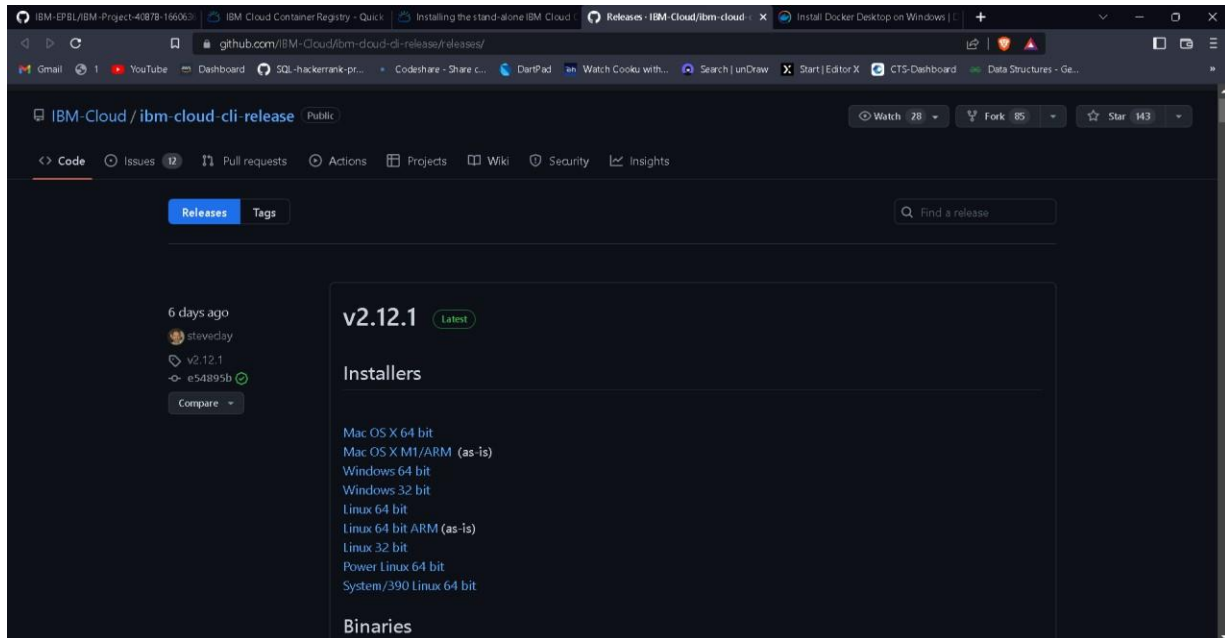 IBM-EPBL/IBM-Project-40878-166063 IBM Cloud Container Registry - Quick Installing the stand-alone IBM Cloud C Releases · IBM-Cloud/ibm-cloud-c Install Docker Desktop on Windows | D
github.com/IBM-Cloud/ibm-cloud-cli-release/releases/
Gmail 1 YouTube Dashboard SQL-hackerrank-pr... Codeshare - Share c... DartPad Watch Cooku with... Search | unDraw Start | Editor X CTS-Dashboard Data Structures - Ge... »
IBM-Cloud / ibm-cloud-cli-release Public Watch 28 Fork 85 Star 143
<> Code Issues 12 Pull requests Actions Projects Wiki Security Insights
Releases Tags Find a release
6 days ago
steveday
v2.12.1
e54895b
Compare
v2.12.1 Latest
Installers
Mac OS X 64 bit
Mac OS X M1/ARM (as-is)
Windows 64 bit
Windows 32 bit
Linux 64 bit
Linux 64 bit ARM (as-is)
Linux 32 bit
Power Linux 64 bit
System/390 Linux 64 bit
Binaries